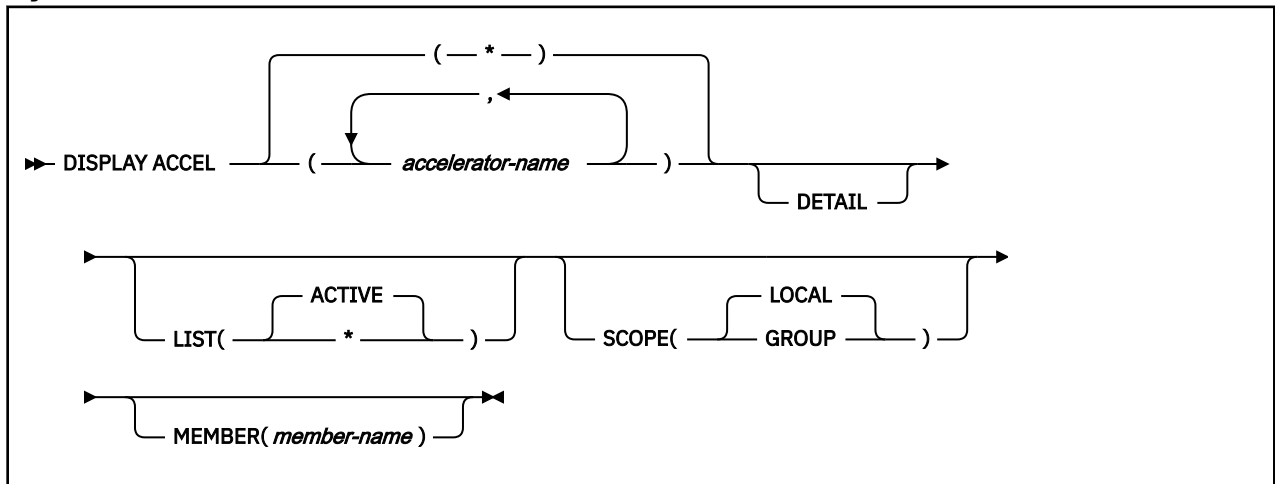 ( * )
,
DISPLAY ACCEL ( accelerator-name )
DETAIL
ACTIVE LOCAL
LIST( * ) SCOPE( GROUP )
MEMBER( member-name )